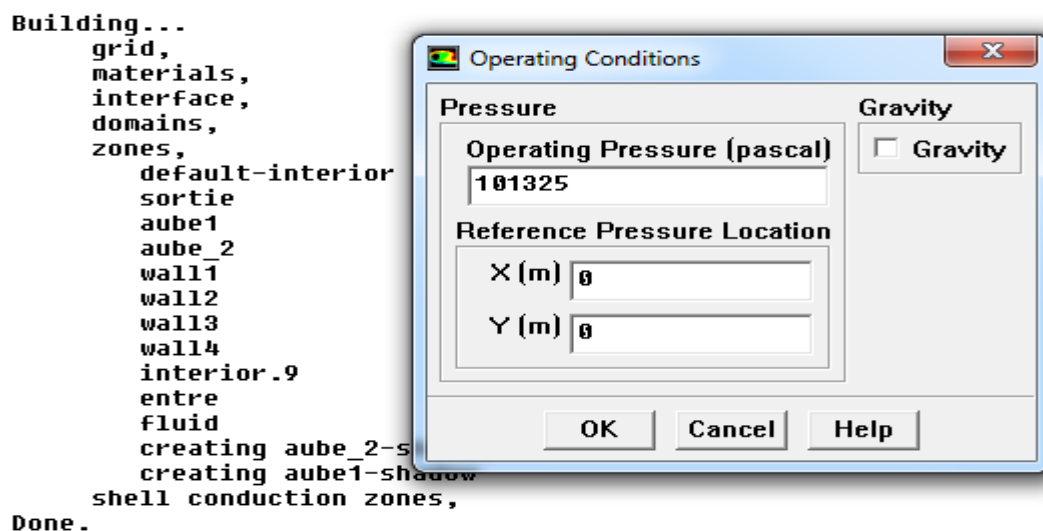 Building...
grid,
materials,
interface,
domains,
zones,
default-interior
sortie
aube1
aube_2
wall1
wall2
wall3
wall4
interior.9
entre
fluid
creating aube_2-s
creating aube1-shadow
shell conduction zones,
Done.
Operating Conditions
Pressure
Operating Pressure (pascal)
101325
Reference Pressure Location
X (m) 0
Y (m) 0
Gravity
Gravity
OK Cancel Help